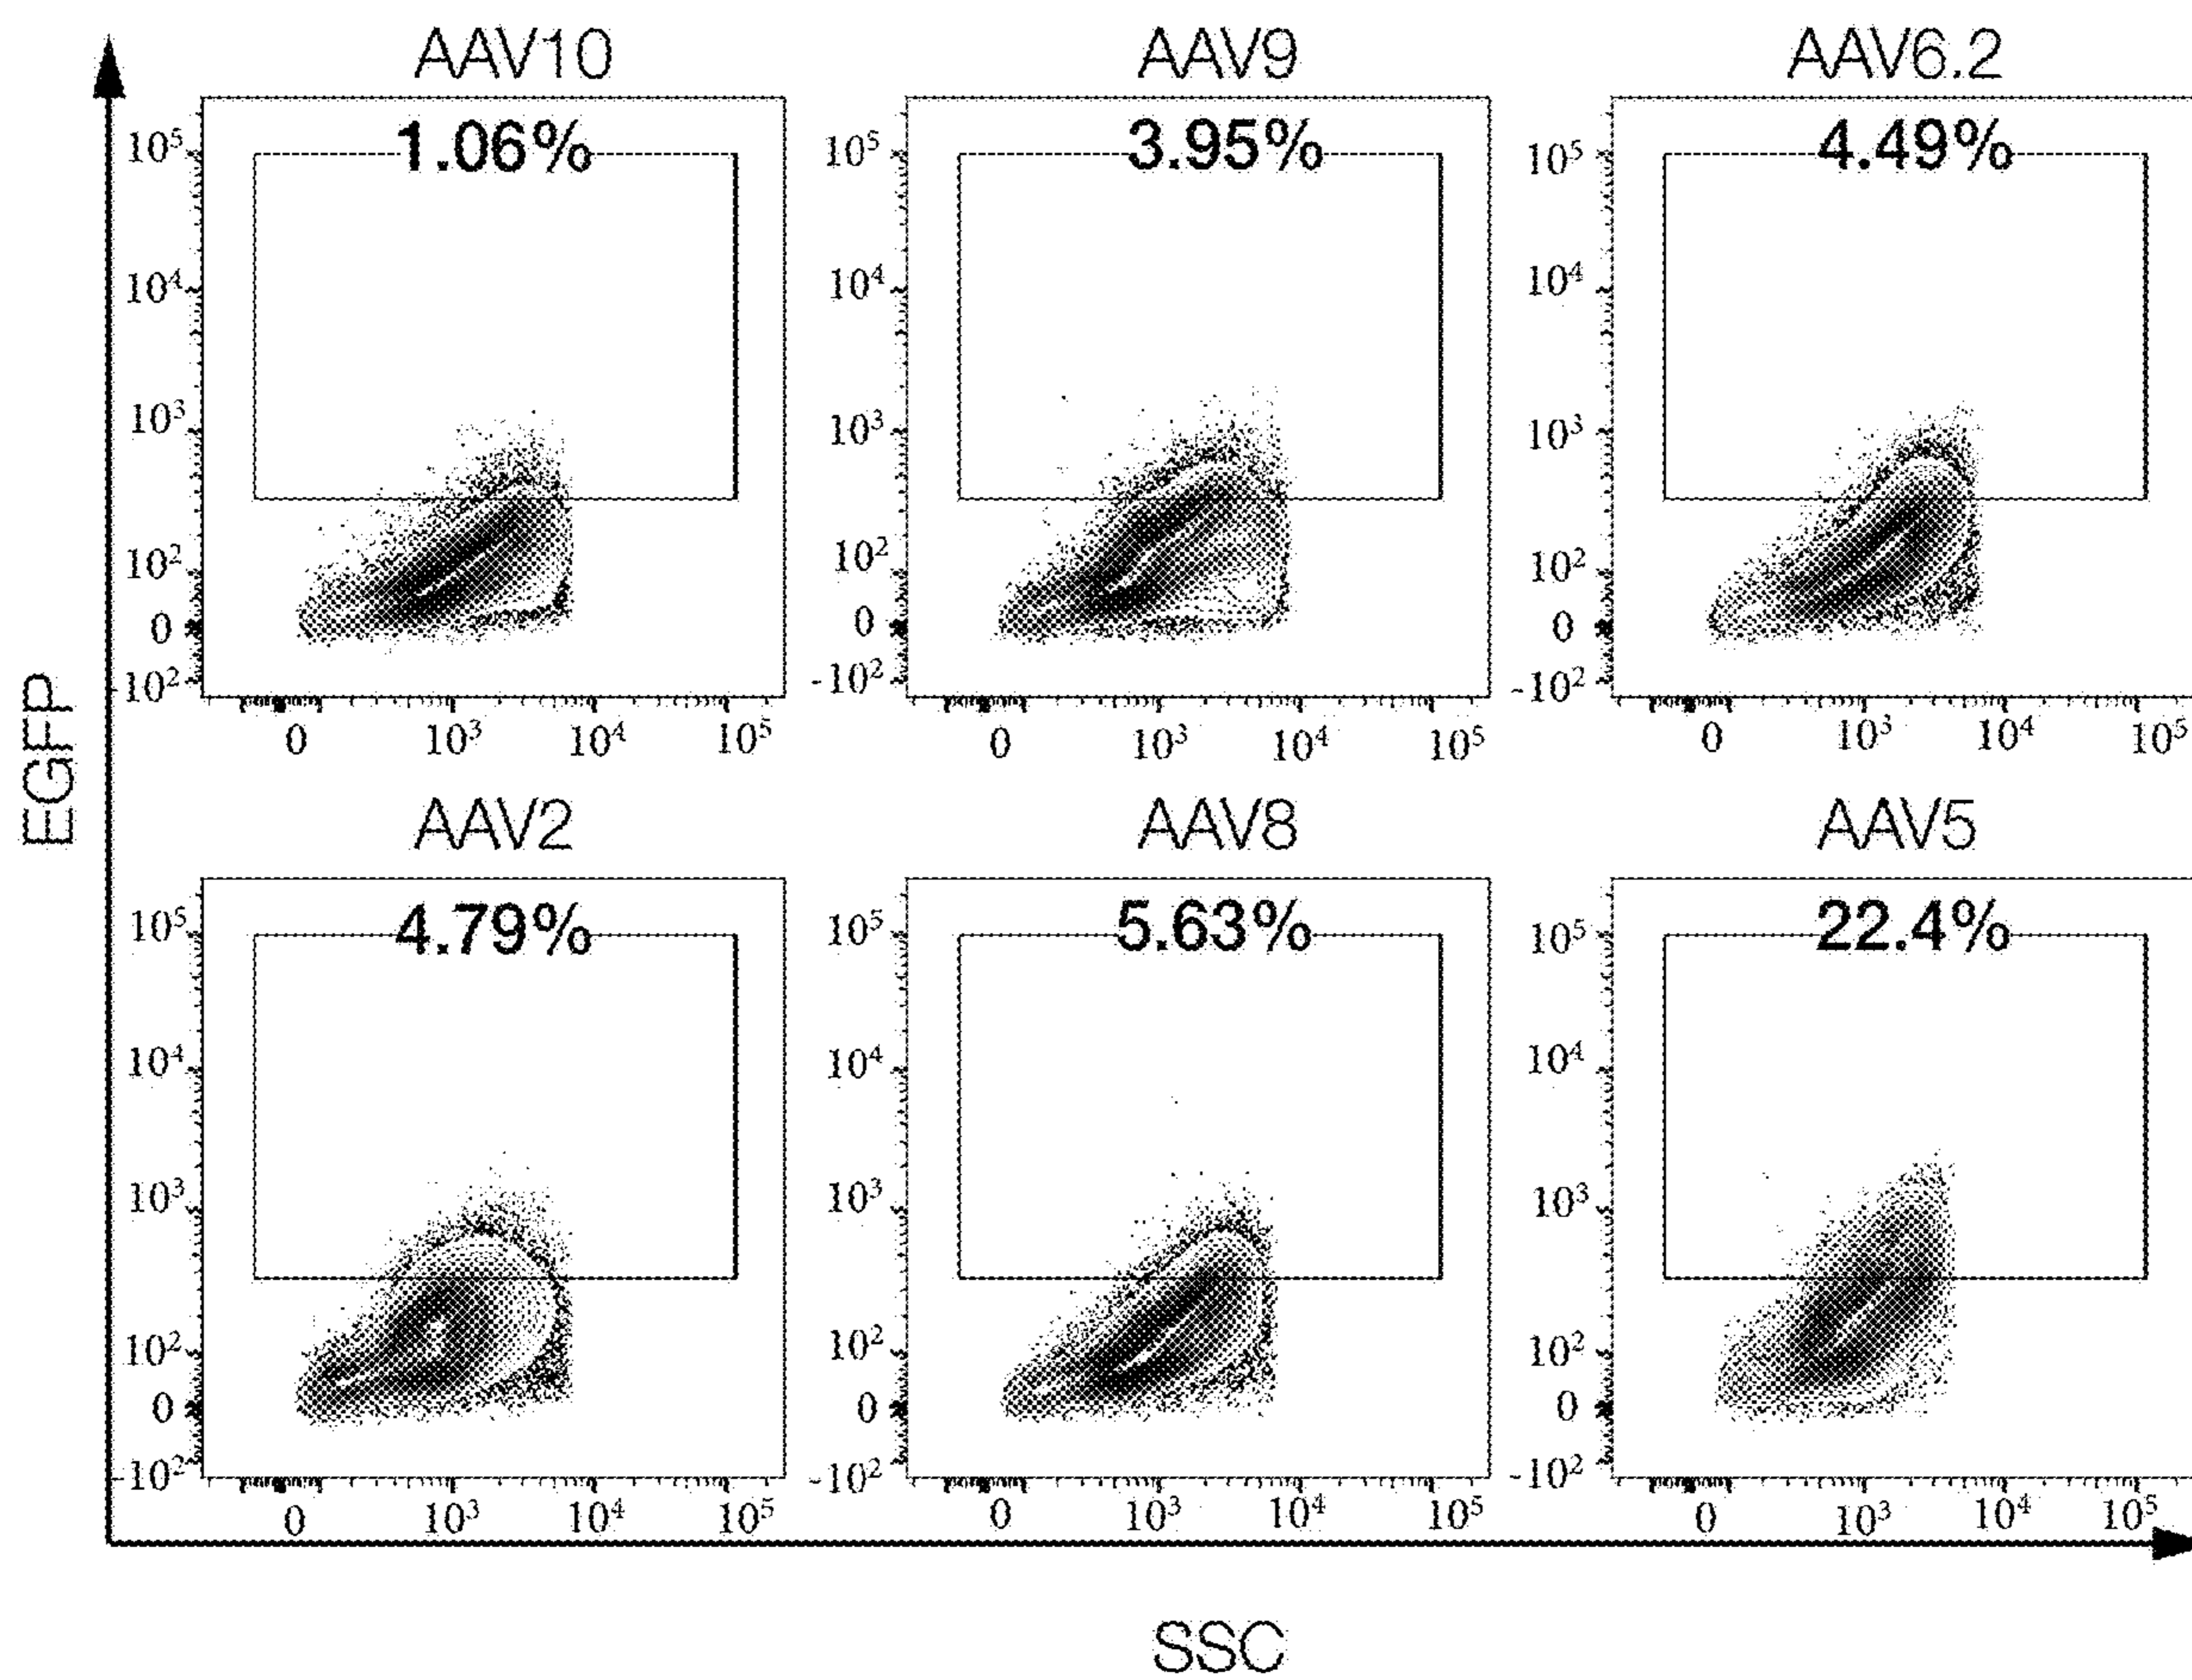 AAV10 AAV9 AAV6.2
1.06% 3.95% 4.49%
10⁵ 10⁵ 10⁵
10⁴ 10⁴ 10⁴
10³ 10³ 10³
10² 10² 10²
0 0 0
-10² -10² -10²
0 10³ 10⁴ 10⁵ 0 10³ 10⁴ 10⁵ 0 10³ 10⁴ 10⁵
EGFP
AAV2 AAV8 AAV5
4.79% 5.63% 22.4%
10⁵ 10⁵ 10⁵
10⁴ 10⁴ 10⁴
10³ 10³ 10³
10² 10² 10²
0 0 0
-10² -10² -10²
0 10³ 10⁴ 10⁵ 0 10³ 10⁴ 10⁵ 0 10³ 10⁴ 10⁵
SSC